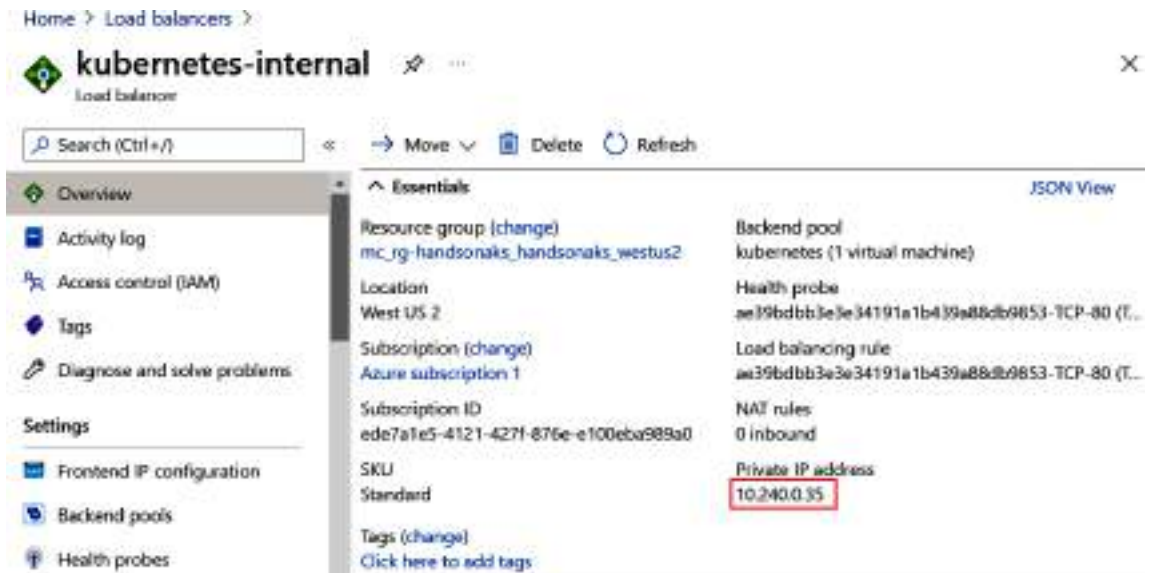 Home > Load balancers >
kubernetes-internal
Load balancer
Search (Ctrl+/)
«
Move
Delete
Refresh
Overview
Activity log
Access control (IAM)
Tags
Diagnose and solve problems
Settings
Frontend IP configuration
Backend pools
Health probes
Essentials
JSON View
Resource group (change)
mc_rg-handsonaks_handsonaks_westus2
Location
West US 2
Subscription (change)
Azure subscription 1
Subscription ID
ede7a1e5-4121-427f-876e-e100eba989a0
SKU
Standard
Tags (change)
Click here to add tags
Backend pool
kubernetes (1 virtual machine)
Health probe
ae39bdbb3e3e34191a1b439a88db9853-TCP-80 (T...
Load balancing rule
ae39bdbb3e3e34191a1b439a88db9853-TCP-80 (T...
NAT rules
0 inbound
Private IP address
10.240.0.35